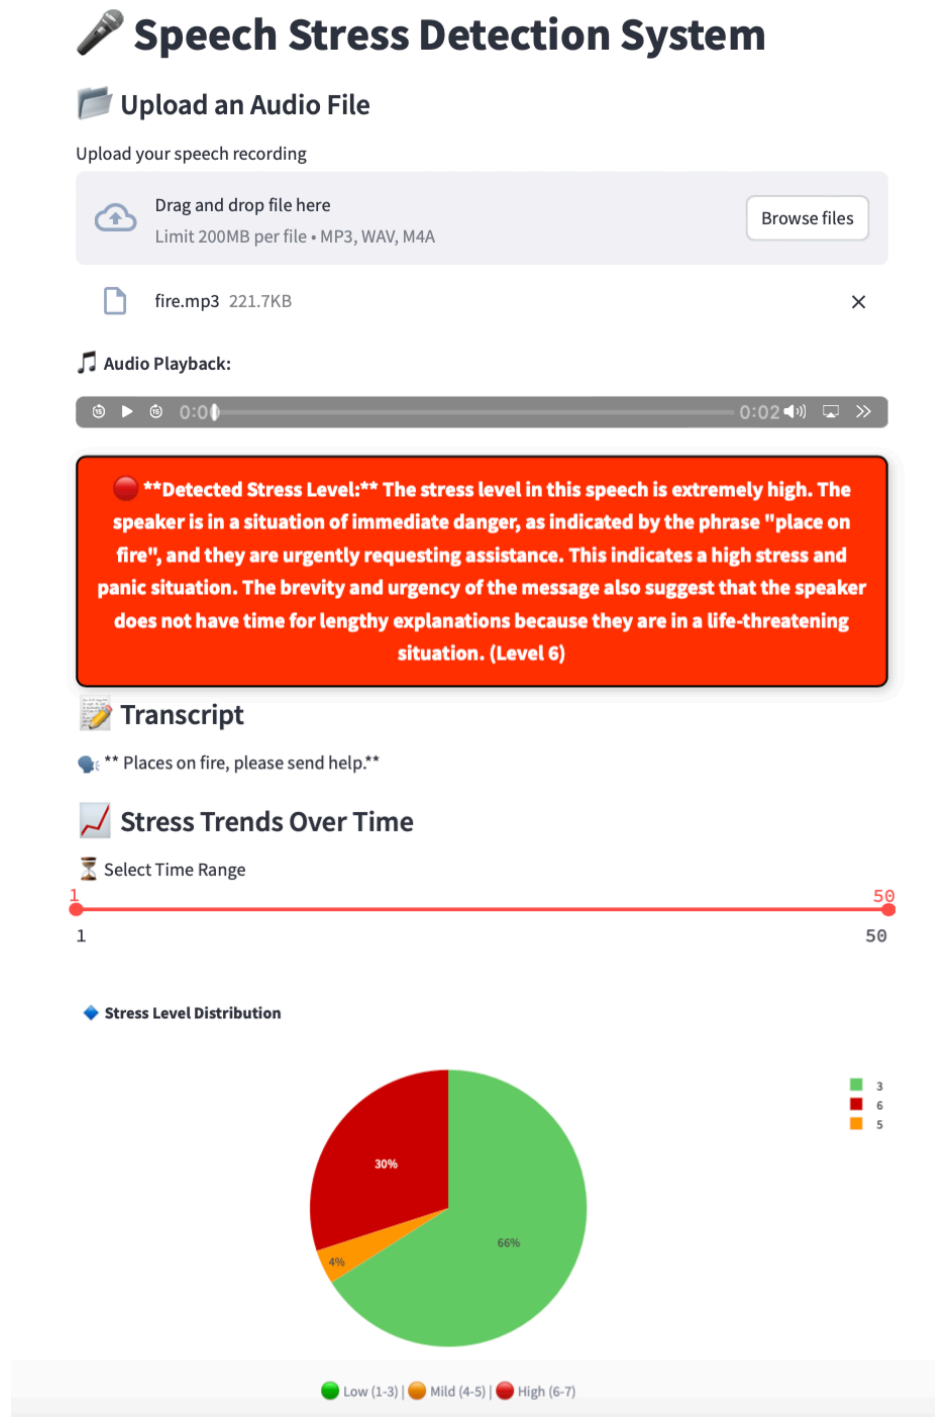 Speech Stress Detection System
Upload an Audio File
Upload your speech recording
Drag and drop file here
Limit 200MB per file • MP3, WAV, M4A
Browse files
fire.mp3 221.7KB
Audio Playback:
0:0
0:02
**Detected Stress Level:** The stress level in this speech is extremely high. The
speaker is in a situation of immediate danger, as indicated by the phrase "place on
fire", and they are urgently requesting assistance. This indicates a high stress and
panic situation. The brevity and urgency of the message also suggest that the speaker
does not have time for lengthy explanations because they are in a life-threatening
situation. (Level 6)
Transcript
** Places on fire, please send help.**
Stress Trends Over Time
Select Time Range
1 50
1 50
Stress Level Distribution
3
6
5
30%
66%
4%
Low (1-3) | Mild (4-5) | High (6-7)